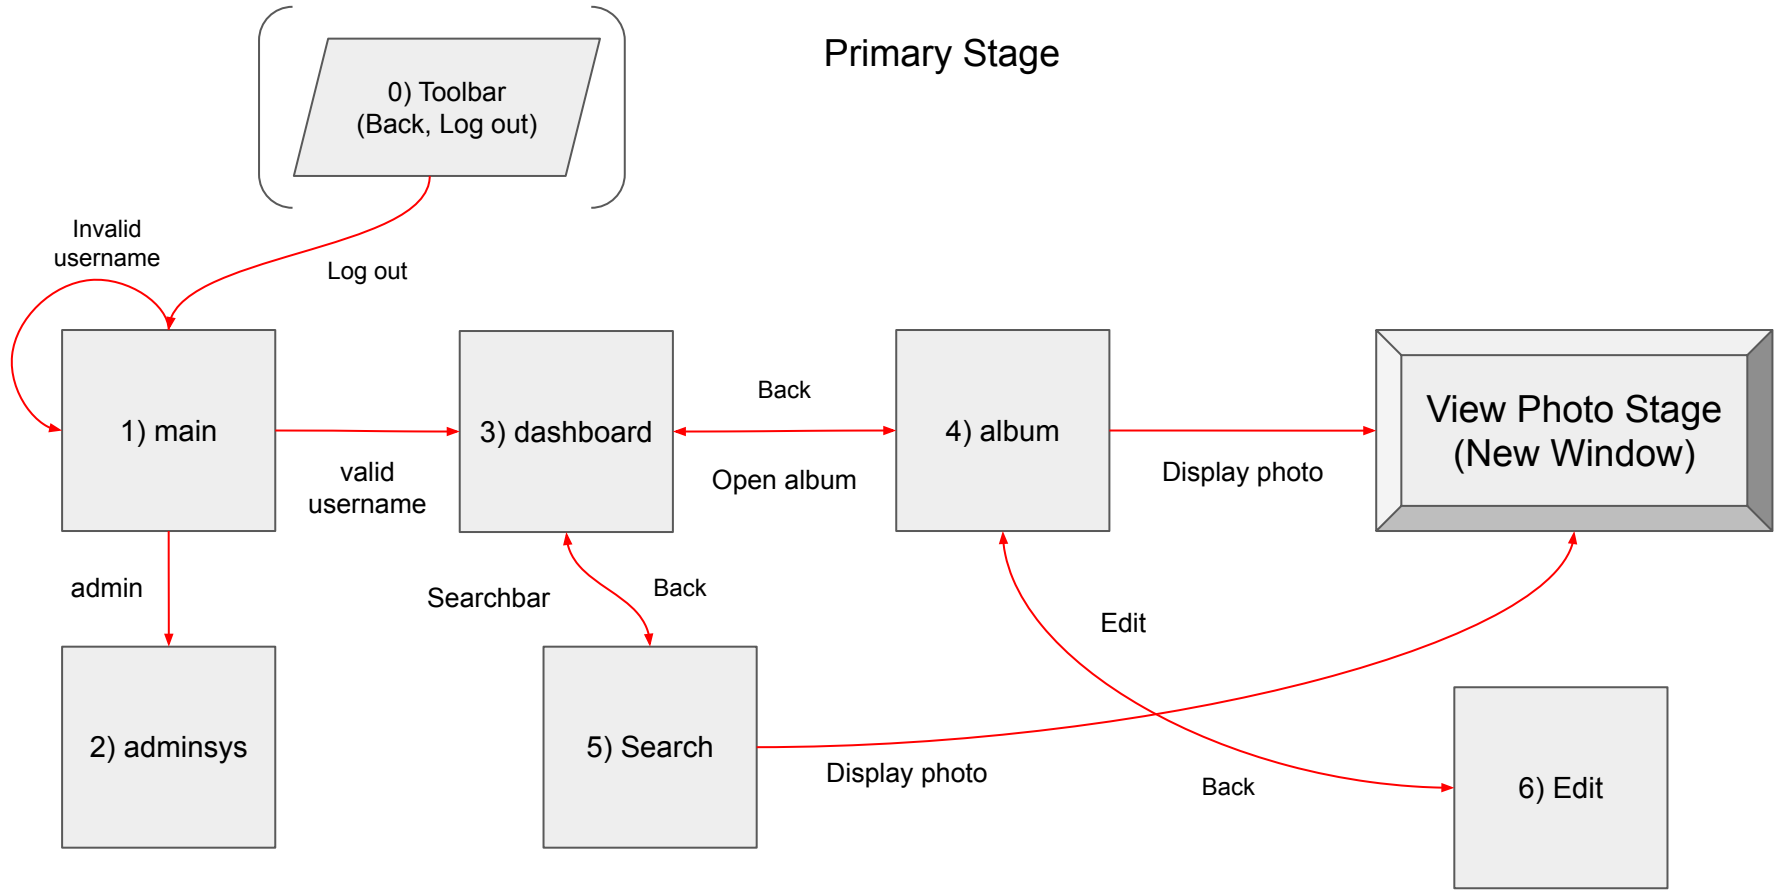 Primary Stage
0) Toolbar
(Back, Log out)
Invalid
username
Log out
1) main
valid
username
3) dashboard
Back
Open album
4) album
Display photo
View Photo Stage
(New Window)
admin
Searchbar
Back
Edit
2) adminsys
5) Search
Display photo
Back
6) Edit